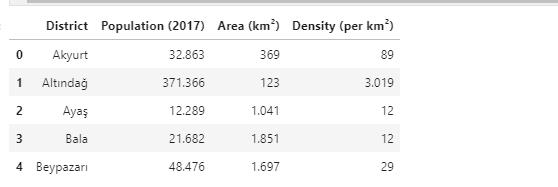 District Population (2017) Area (km²) Density (per km²)
0 Akyurt 32.863 369 89
1 Altındağ 371.366 123 3.019
2 Ayaş 12.289 1.041 12
3 Bala 21.682 1.851 12
4 Beypazarı 48.476 1.697 29